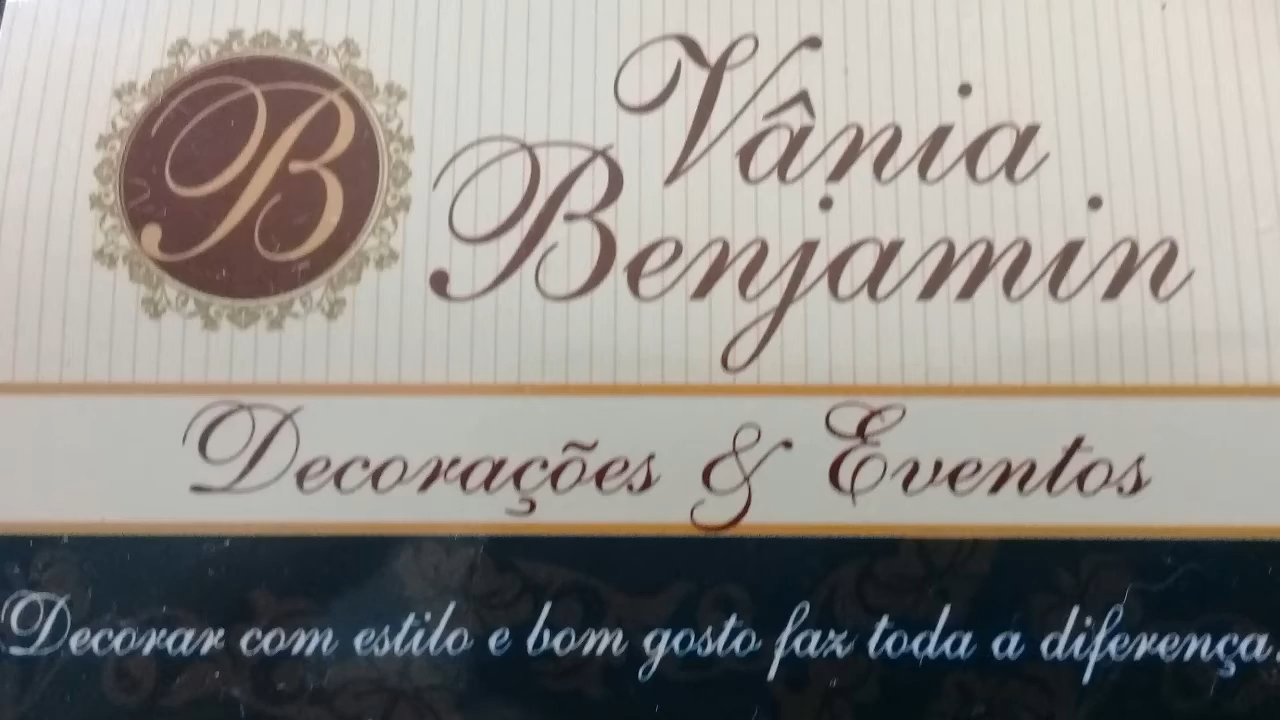 B
Vânia
Benjamin
Decorações & Eventos
Decorar com estilo e bom gosto faz toda a diferença.